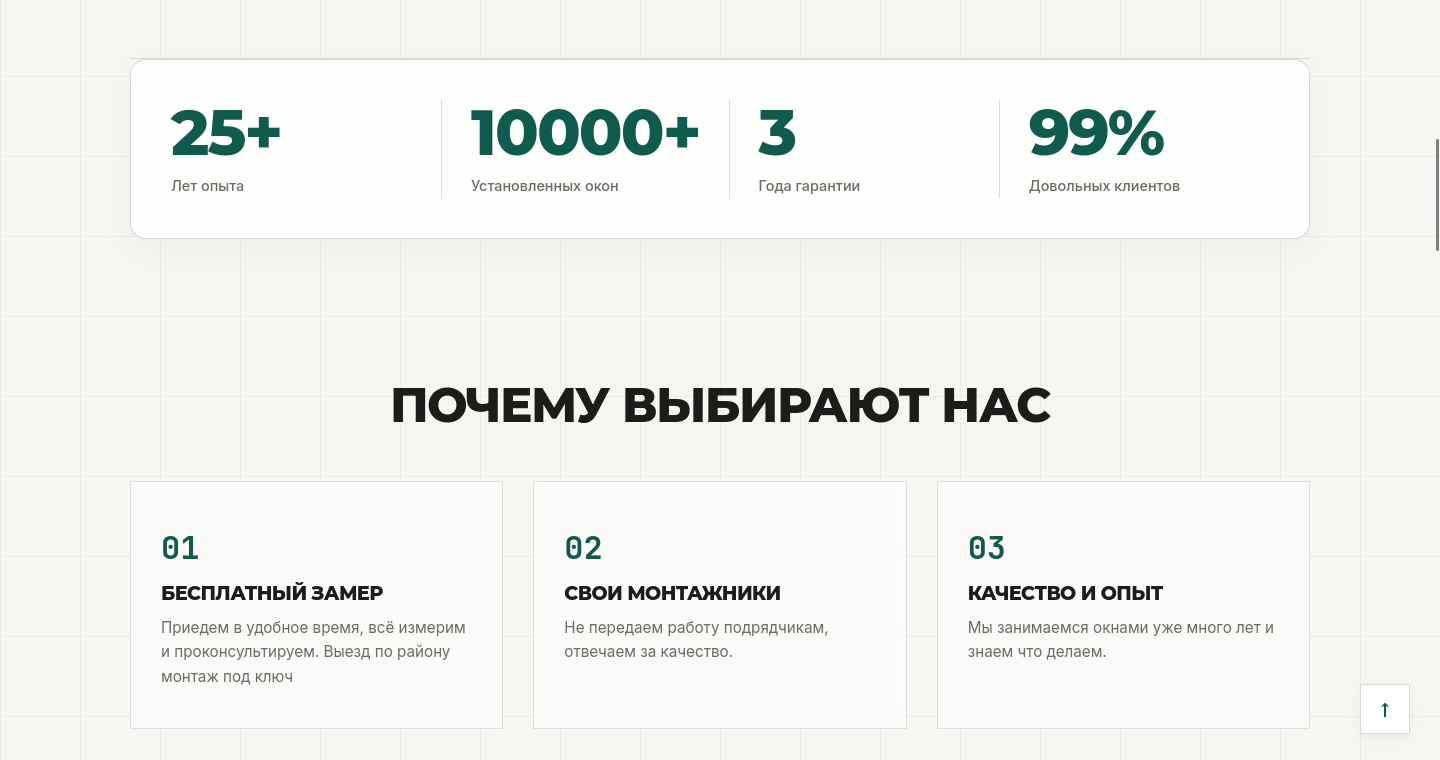 25+
Лет опыта
10000+
Установленных окон
3
Года гарантии
99%
Довольных клиентов
ПОЧЕМУ ВЫБИРАЮТ НАС
01
БЕСПЛАТНЫЙ ЗАМЕР
Приедем в удобное время, всё измерим
и проконсультируем. Выезд по району
монтаж под ключ
02
СВОИ МОНТАЖНИКИ
Не передаем работу подрядчикам,
отвечаем за качество.
03
КАЧЕСТВО И ОПЫТ
Мы занимаемся окнами уже много лет и
знаем что делаем.
↑